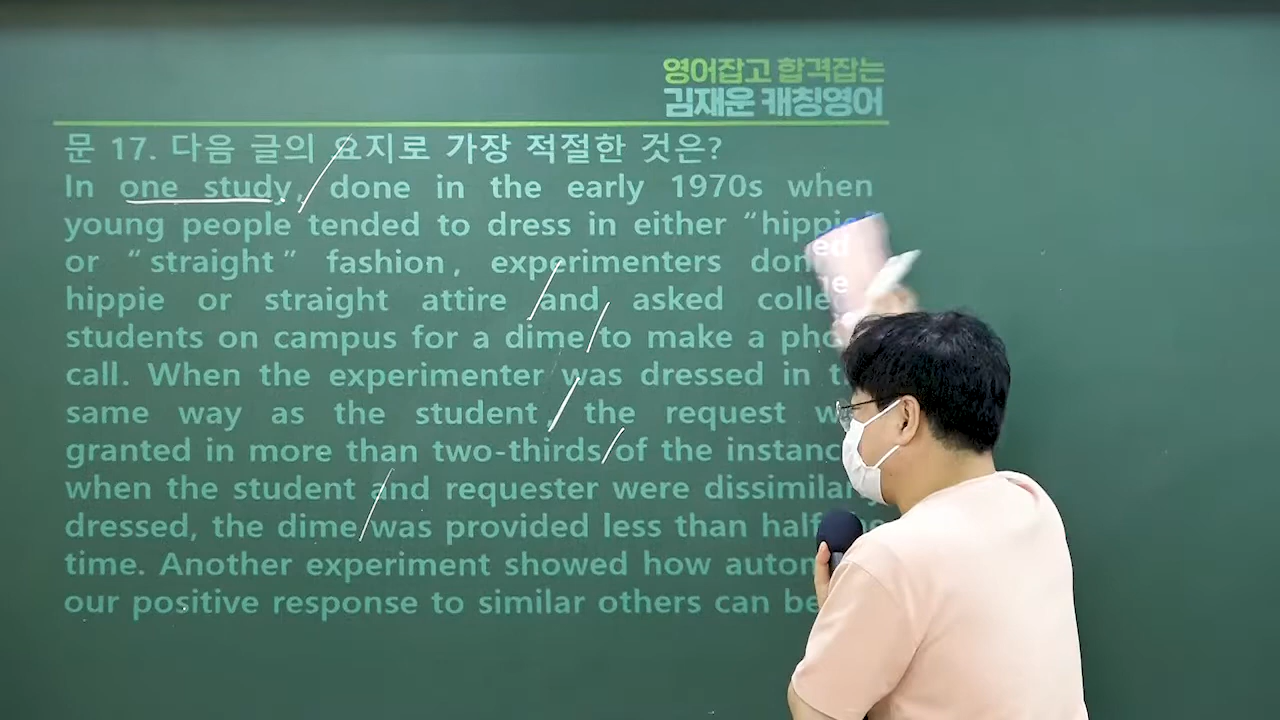 영어잡고 합격잡는
김재운 캐칭영어
문 17. 다음 글의 요지로 가장 적절한 것은?
In one study, done in the early 1970s when
young people tended to dress in either “hippie
or “straight” fashion, experimenters
hippie or straight attire and asked
students on campus for a dime to make a
call. When the experimenter was dressed in
same way as the student, the request
granted in more than two-thirds of the
when the student and requester were
dressed, the dime was provided less than half
time. Another experiment showed how
our positive response to similar others can be